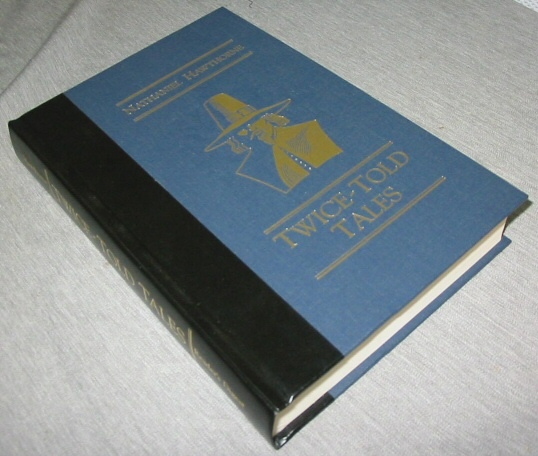 NATHANIEL HAWTHORNE
TWICE-TOLD
TALES
TWICE-TOLD TALES